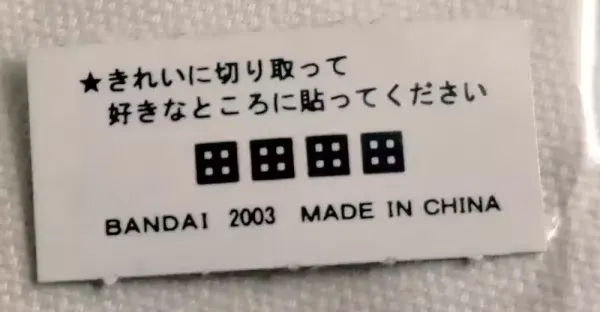 ★きれいに切り取って
好きなところに貼ってください
BANDAI 2003 MADE IN CHINA